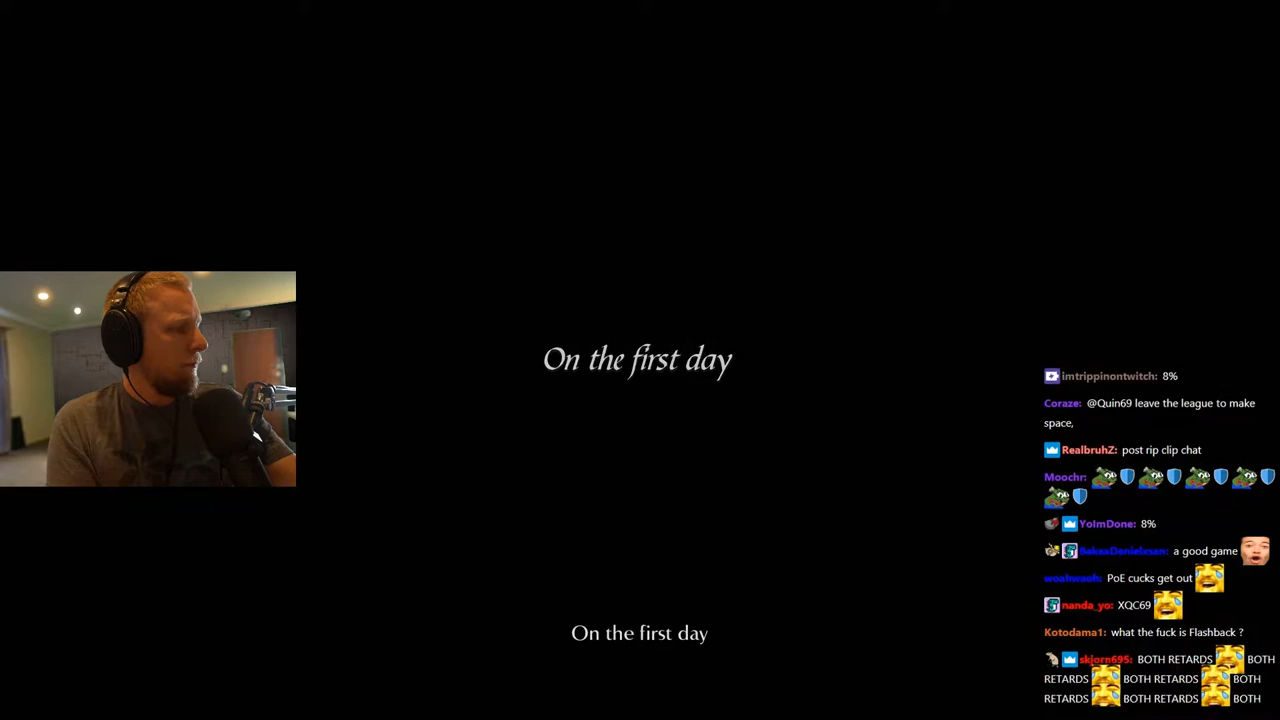 On the first day
imtrippinontwitch: 8%
Coraze: @Quin69 leave the league to make
space,
RealbruhZ: post rip clip chat
Moochr:
YoImDone: 8%
a good game
woahwaoh: PoE cucks get out
nanda_yo: XQC69
Kotodama1: what the fuck is Flashback ?
skjorn695: BOTH RETARDS BOTH
RETARDS BOTH RETARDS BOTH
RETARDS BOTH RETARDS BOTH
On the first day